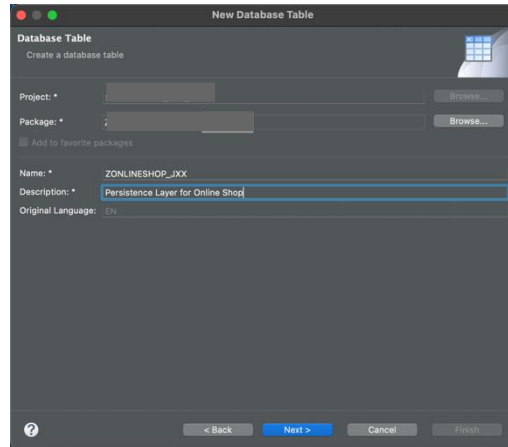 New Database Table
Database Table
Create a database table
Project: *
Browse...
Package: *
Browse...
Add to favorite packages
Name: * ZONLINESHOP_JXX
Description: * Persistence Layer for Online Shop
Original Language: EN
? < Back Next > Cancel Finish